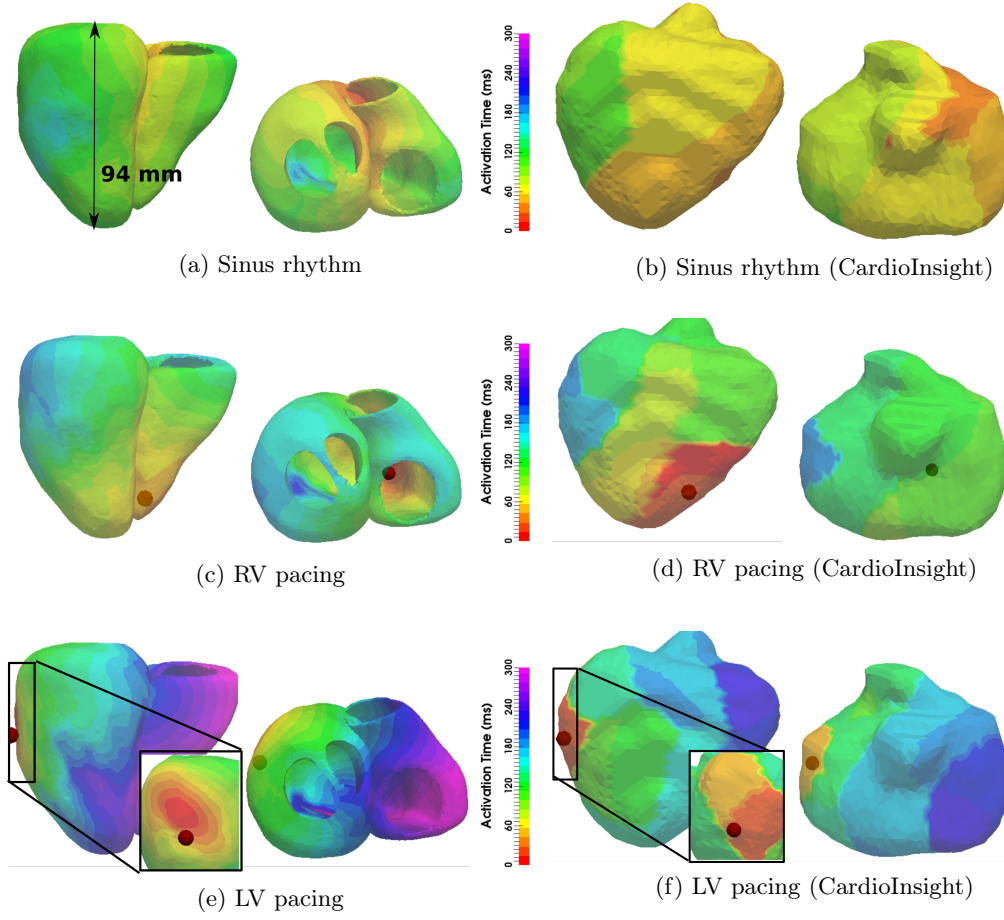 94 mm
Activation Time (ms)
0 60 120 180 240 300
(a) Sinus rhythm
(b) Sinus rhythm (CardioInsight)
Activation Time (ms)
0 60 120 180 240 300
(c) RV pacing
(d) RV pacing (CardioInsight)
Activation Time (ms)
0 60 120 180 240 300
(e) LV pacing
(f) LV pacing (CardioInsight)